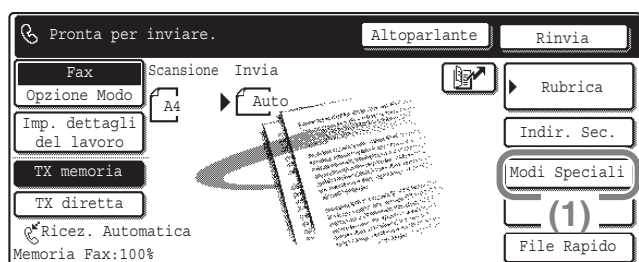 Pronta per inviare.
Altoparlante
Rinvia
Fax
Opzione Modo
Scansione
Invia
A4
Auto
Rubrica
Imp. dettagli
del lavoro
Indir. Sec.
TX memoria
Modi Speciali
TX diretta
(1)
Ricez. Automatica
Memoria Fax:100%
File Rapido